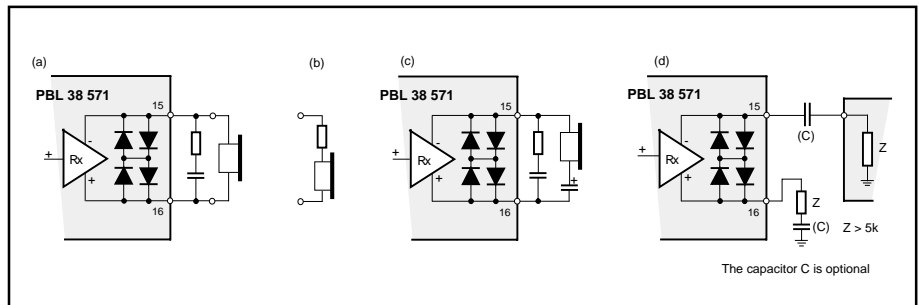 (a)
PBL 38 571
15
-
+
Rx
+
16
(b)
(c)
PBL 38 571
15
-
+
Rx
+
16
+
(d)
PBL 38 571
15
-
+
Rx
+
16
(C)
Z
Z
(C)
Z > 5k
The capacitor C is optional